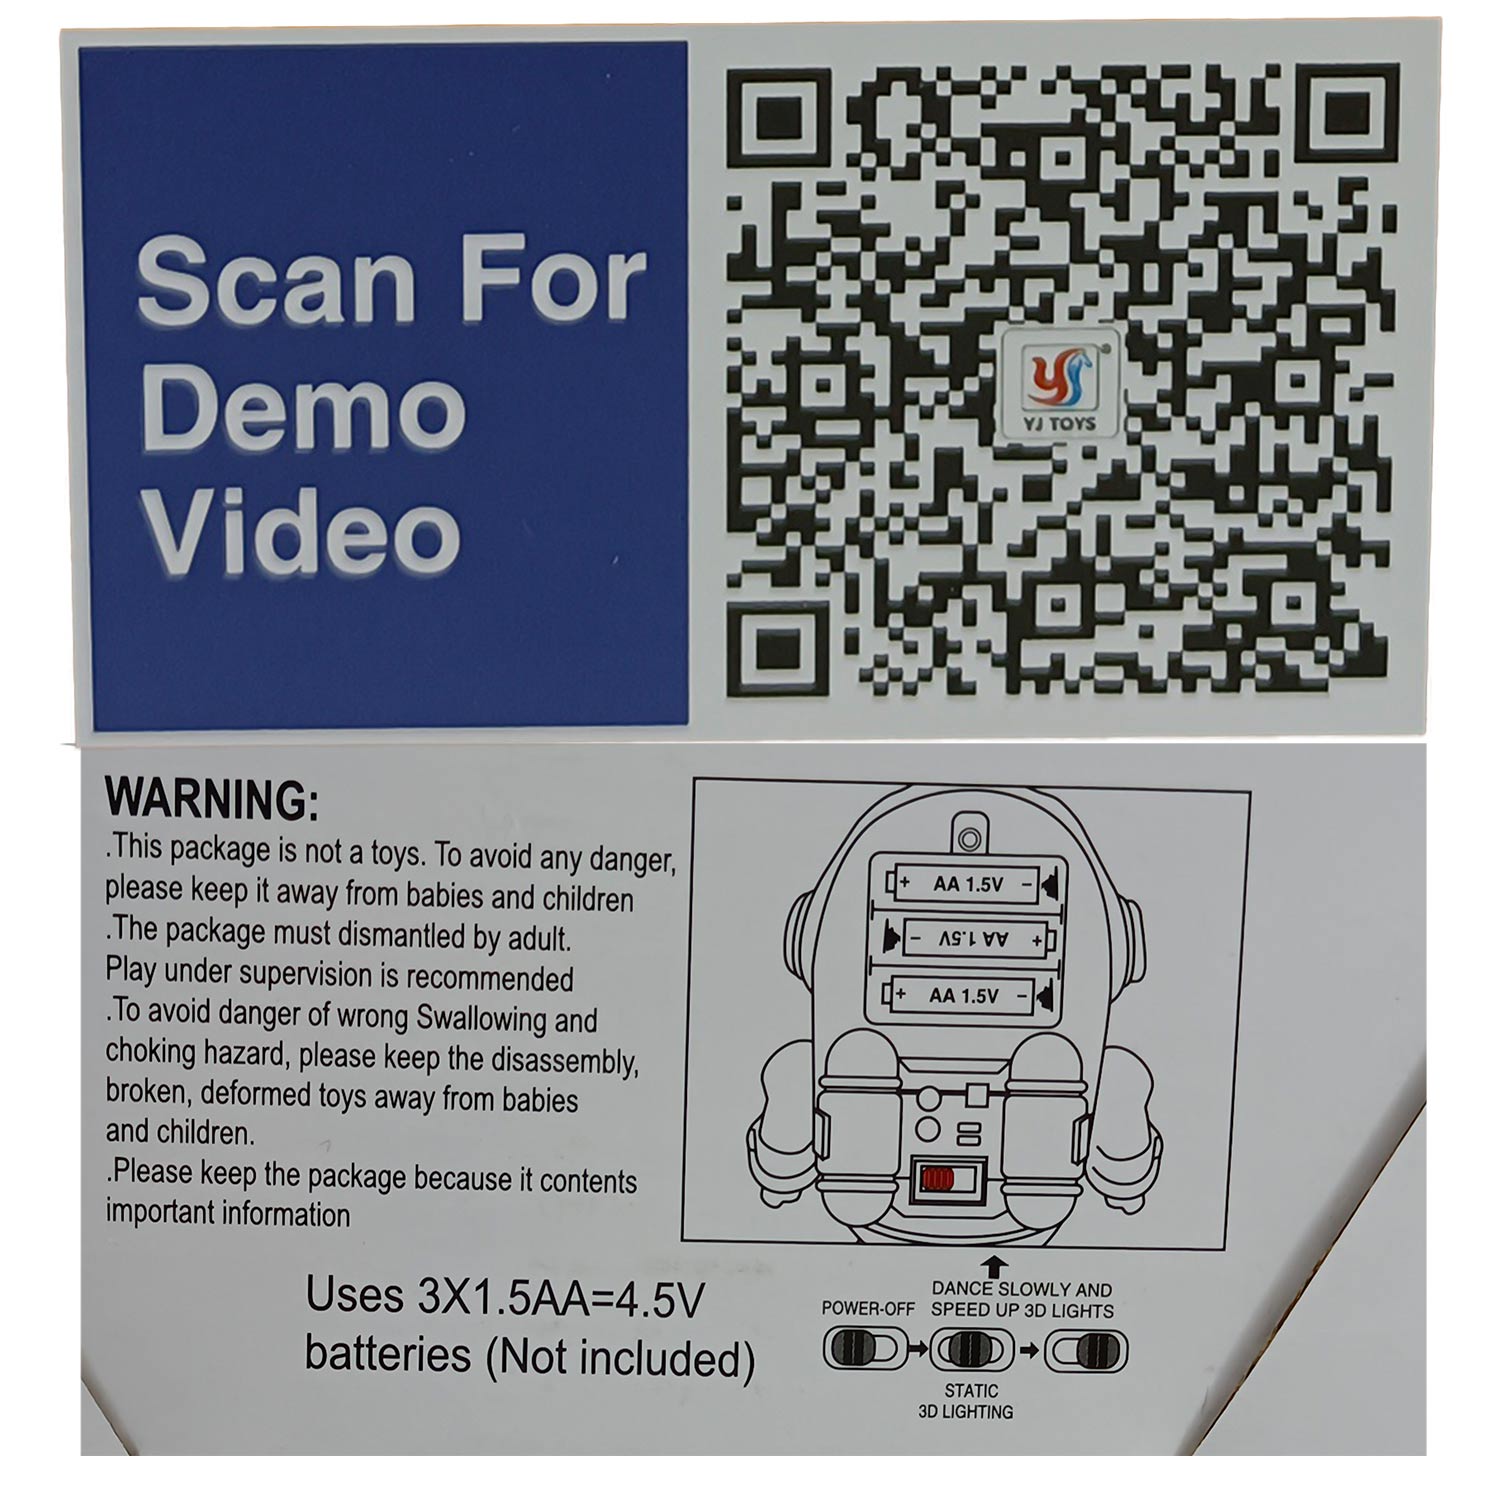 Scan For
Demo
Video
YJ TOYS
WARNING:
.This package is not a toys. To avoid any danger,
please keep it away from babies and children
.The package must dismantled by adult.
Play under supervision is recommended
.To avoid danger of wrong Swallowing and
choking hazard, please keep the disassembly,
broken, deformed toys away from babies
and children.
.Please keep the package because it contents
important information
+ AA 1.5V -
- AA 1.5V +
+ AA 1.5V -
Uses 3X1.5AA=4.5V
batteries (Not included)
DANCE SLOWLY AND
POWER-OFF SPEED UP 3D LIGHTS
STATIC
3D LIGHTING